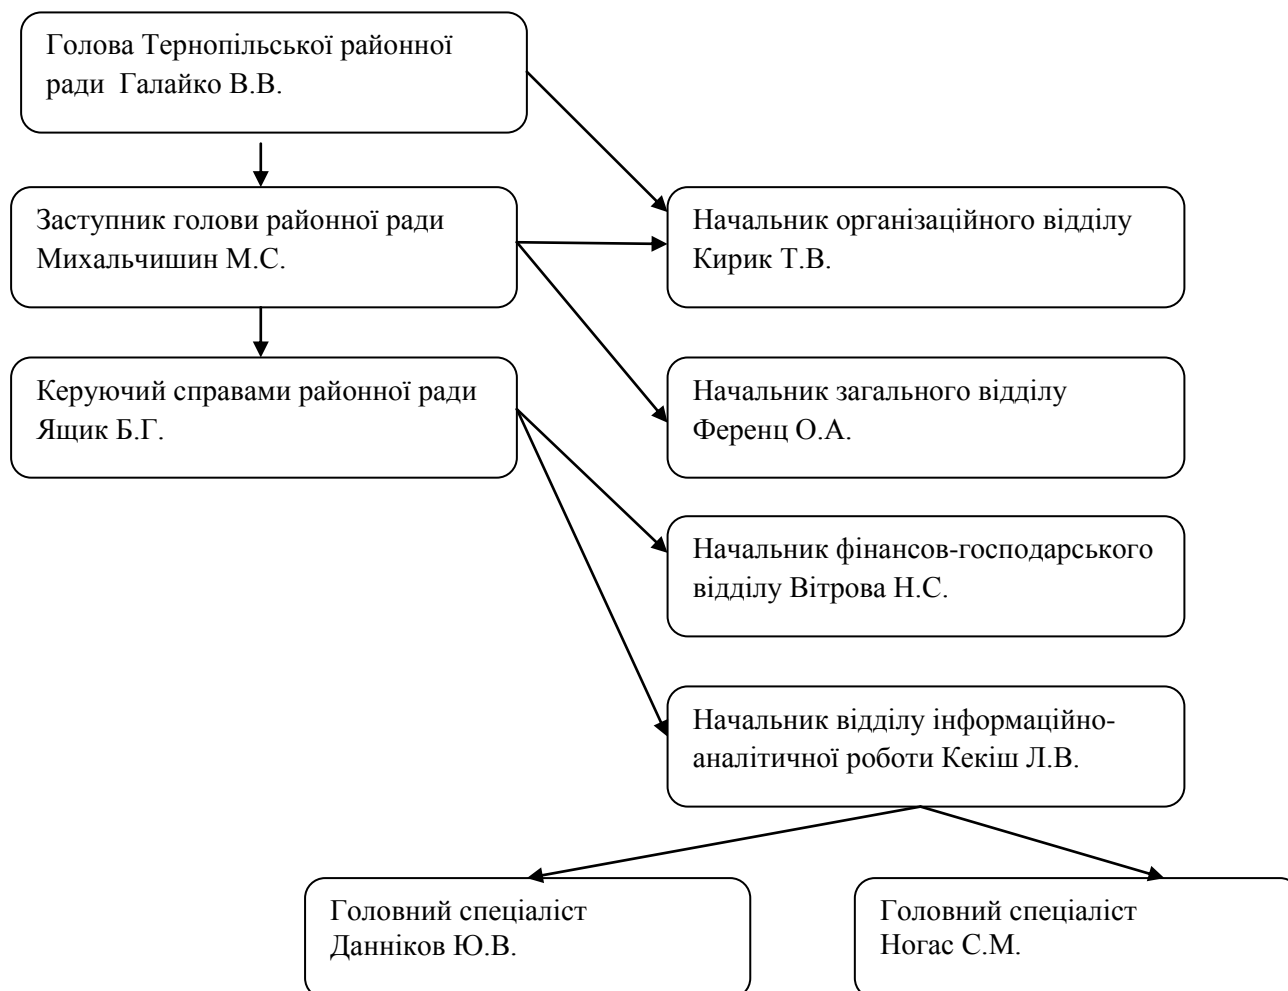 Голова Тернопільської районної
ради  Галайко В.В.
Заступник голови районної ради
Михальчишин М.С.
Начальник організаційного відділу
Кирик Т.В.
Керуючий справами районної ради
Ящик Б.Г.
Начальник загального відділу
Ференц О.А.
Начальник фінансов-господарського
відділу Вітрова Н.С.
Начальник відділу інформаційно-
аналітичної роботи Кекіш Л.В.
Головний спеціаліст
Данніков Ю.В.
Головний спеціаліст
Ногас С.М.